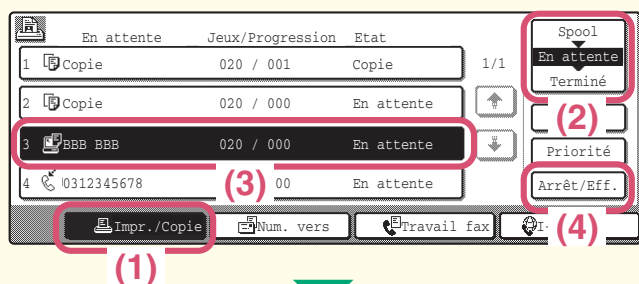 En attente Jeux/Progression Etat
1 Copie 020 / 001 Copie 1/1
2 Copie 020 / 000 En attente
3 BBB BBB 020 / 000 En attente
4 0312345678 00 En attente
Spool
En attente
Terminé
(2)
Priorité
Arrêt/Eff.
(3)
(4)
Impr./Copie Num. vers Travail fax I-
(1)